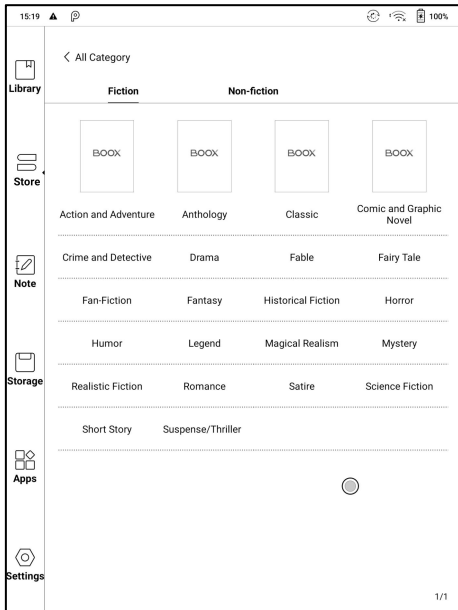 15:19
100%
Library
Store
Note
Storage
Apps
Settings
All Category
Fiction Non-fiction
BOOX BOOX BOOX BOOX
Action and Adventure Anthology Classic Comic and Graphic
Novel
Crime and Detective Drama Fable Fairy Tale
Fan-Fiction Fantasy Historical Fiction Horror
Humor Legend Magical Realism Mystery
Realistic Fiction Romance Satire Science Fiction
Short Story Suspense/Thriller
1/1